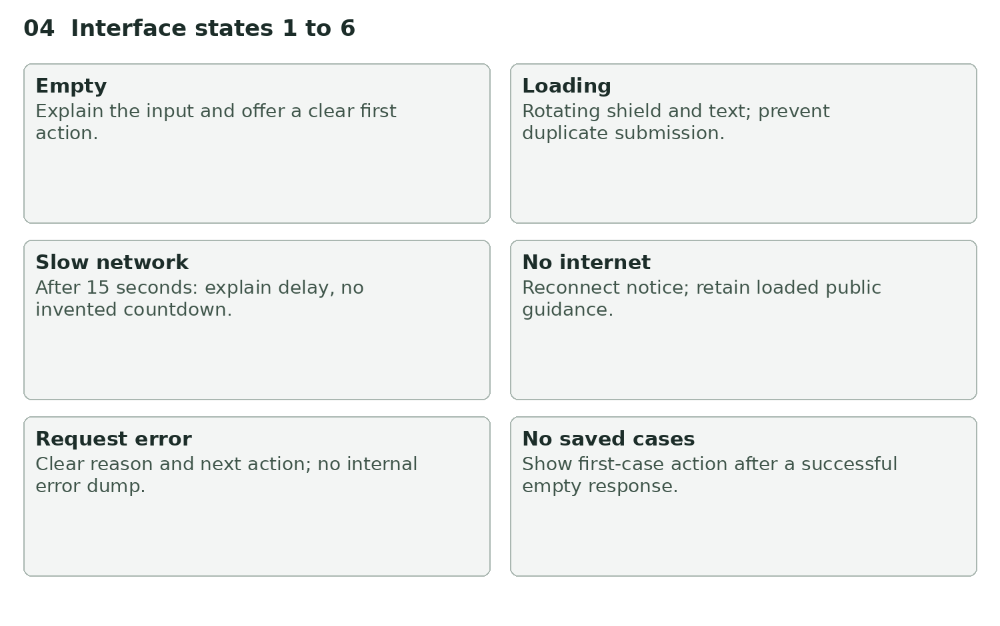 04 Interface states 1 to 6
Empty
Explain the input and offer a clear first
action.
Loading
Rotating shield and text; prevent
duplicate submission.
Slow network
After 15 seconds: explain delay, no
invented countdown.
No internet
Reconnect notice; retain loaded public
guidance.
Request error
Clear reason and next action; no internal
error dump.
No saved cases
Show first-case action after a successful
empty response.